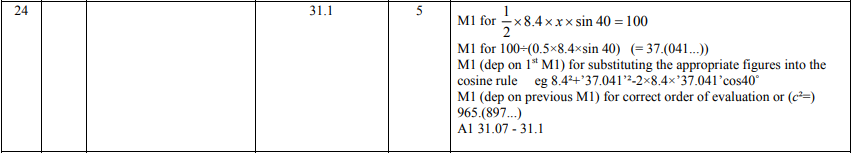 24 31.1 5 M1 for 1/2 × 8.4 × x × sin 40 = 100
M1 for 100÷(0.5×8.4×sin 40) (= 37.(041...))
M1 (dep on 1st M1) for substituting the appropriate figures into the
cosine rule eg 8.4²+’37.041’²-2×8.4×’37.041’cos40°
M1 (dep on previous M1) for correct order of evaluation or (c²=)
965.(897...)
A1 31.07 - 31.1